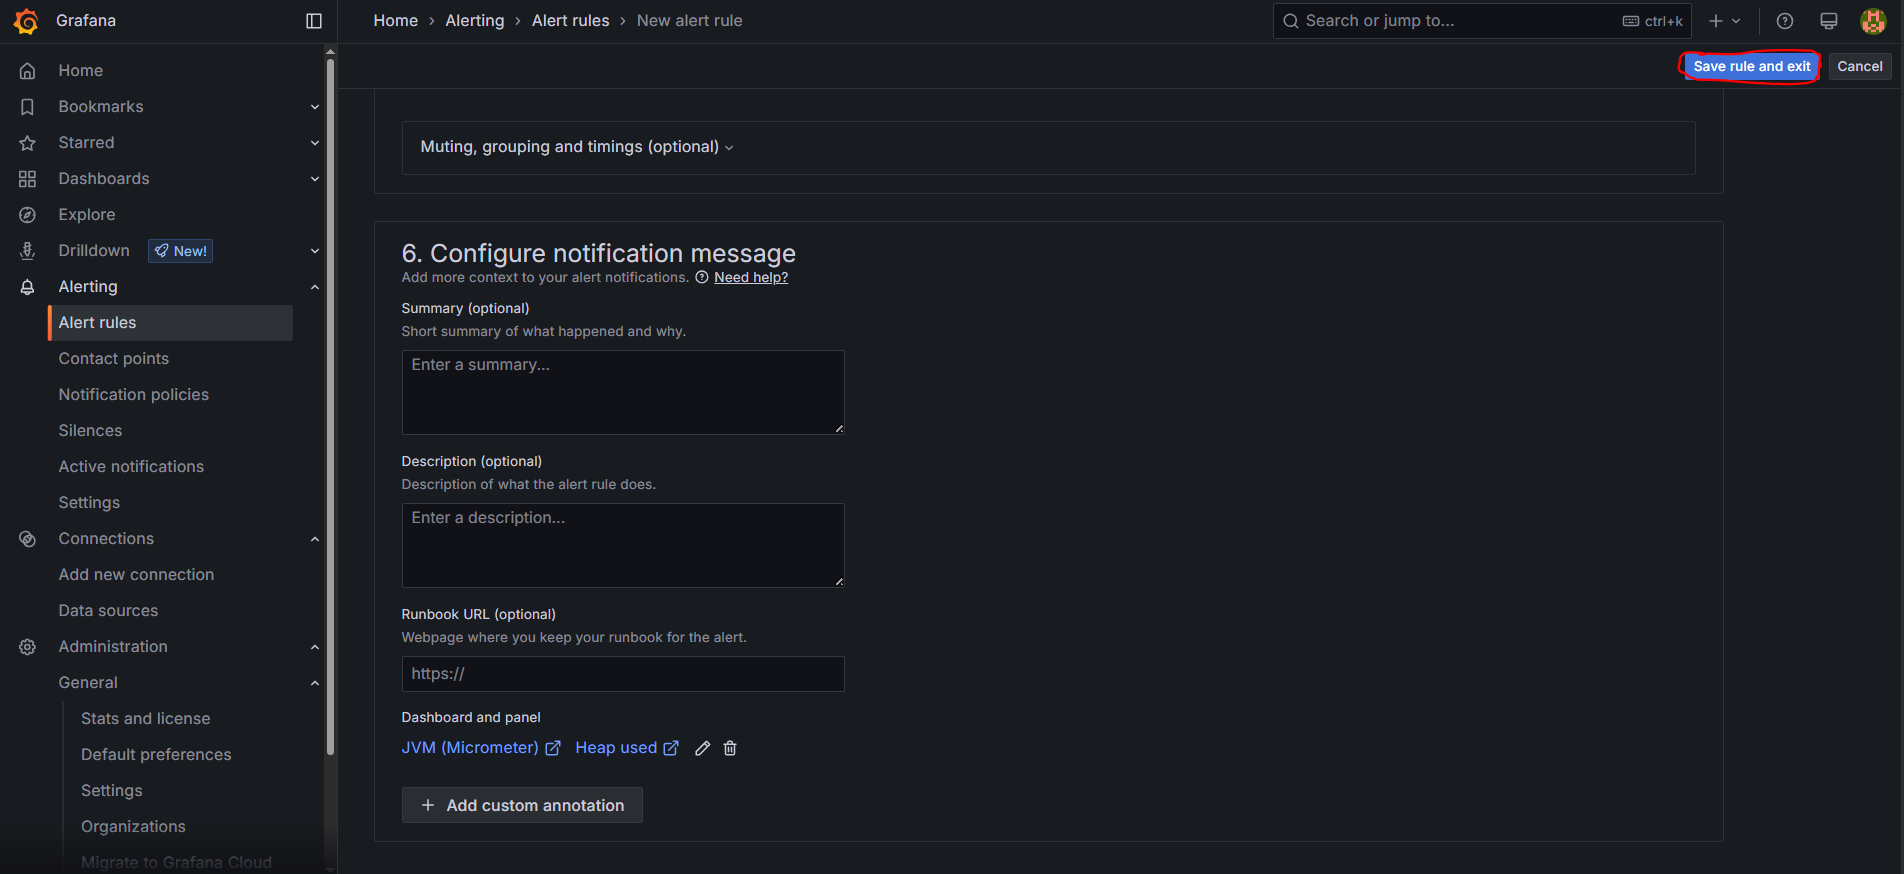 Grafana
Home › Alerting › Alert rules › New alert rule
Search or jump to...
ctrl+k
Save rule and exit
Cancel
Home
Bookmarks
Starred
Dashboards
Explore
Drilldown
New!
Alerting
Alert rules
Contact points
Notification policies
Silences
Active notifications
Settings
Connections
Add new connection
Data sources
Administration
General
Stats and license
Default preferences
Settings
Organizations
Migrate to Grafana Cloud
Muting, grouping and timings (optional)
6. Configure notification message
Add more context to your alert notifications. Need help?
Summary (optional)
Short summary of what happened and why.
Enter a summary...
Description (optional)
Description of what the alert rule does.
Enter a description...
Runbook URL (optional)
Webpage where you keep your runbook for the alert.
https://
Dashboard and panel
JVM (Micrometer) Heap used
+ Add custom annotation